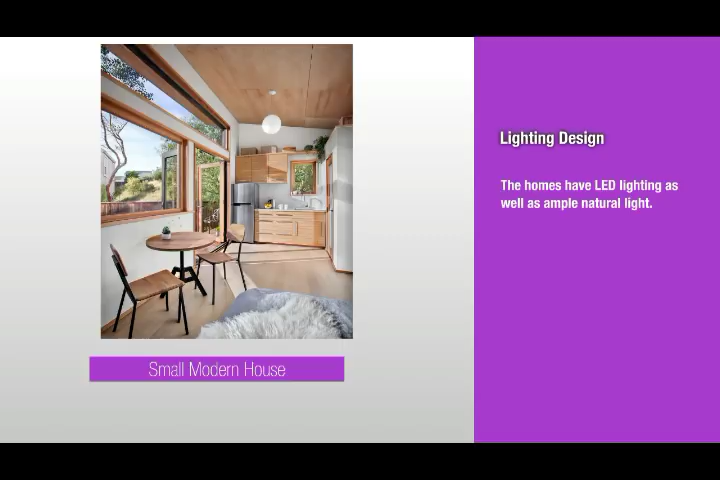 Lighting Design
The homes have LED lighting as
well as ample natural light.
Small Modern House